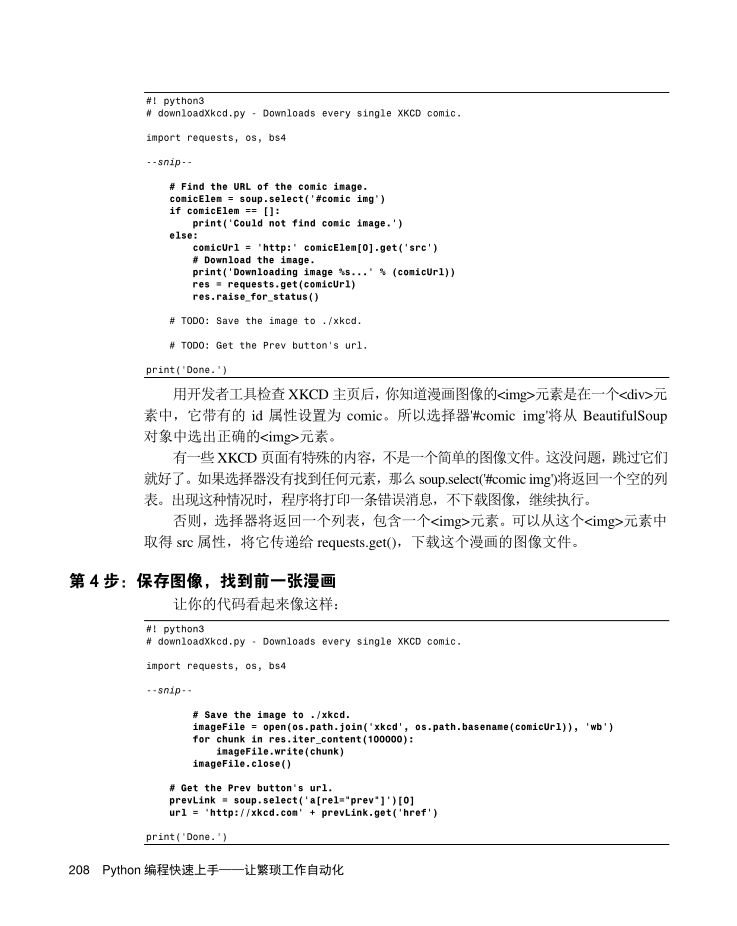 #! python3
# downloadXkcd.py - Downloads every single XKCD comic.
import requests, os, bs4
--snip--
# Find the URL of the comic image.
comicElem = soup.select('#comic img')
if comicElem == []:
print('Could not find comic image.')
else:
comicUrl = 'http:' comicElem[0].get('src')
# Download the image.
print('Downloading image %s...' % (comicUrl))
res = requests.get(comicUrl)
res.raise_for_status()
# TODO: Save the image to ./xkcd.
# TODO: Get the Prev button's url.
print('Done.')
用开发者工具检查 XKCD 主页后，你知道漫画图像的<img>元素是在一个<div>元
素中，它带有的 id 属性设置为 comic。所以选择器'#comic img'将从 BeautifulSoup
对象中选出正确的<img>元素。
有一些 XKCD 页面有特殊的内容，不是一个简单的图像文件。这没问题，跳过它们
就好了。如果选择器没有找到任何元素，那么 soup.select('#comic img')将返回一个空的列
表。出现这种情况时，程序将打印一条错误消息，不下载图像，继续执行。
否则，选择器将返回一个列表，包含一个<img>元素。可以从这个<img>元素中
取得 src 属性，将它传递给 requests.get()，下载这个漫画的图像文件。
第 4 步：保存图像，找到前一张漫画
让你的代码看起来像这样：
#! python3
# downloadXkcd.py - Downloads every single XKCD comic.
import requests, os, bs4
--snip--
# Save the image to ./xkcd.
imageFile = open(os.path.join('xkcd', os.path.basename(comicUrl)), 'wb')
for chunk in res.iter_content(100000):
imageFile.write(chunk)
imageFile.close()
# Get the Prev button's url.
prevLink = soup.select('a[rel="prev"]')[0]
url = 'http://xkcd.com' + prevLink.get('href')
print('Done.')
208 Python 编程快速上手——让繁琐工作自动化